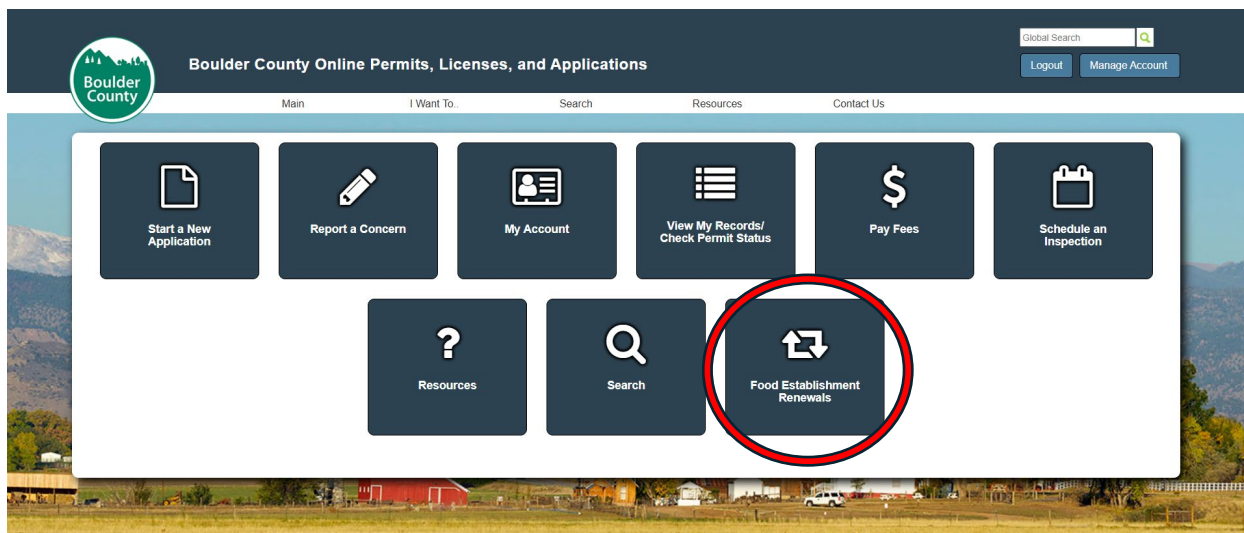 Global Search
Boulder County
Boulder County Online Permits, Licenses, and Applications
Logout Manage Account
Main I Want To.. Search Resources Contact Us
Start a New
Application
Report a Concern
My Account
View My Records/
Check Permit Status
Pay Fees
Schedule an
Inspection
Resources
Search
Food Establishment
Renewals